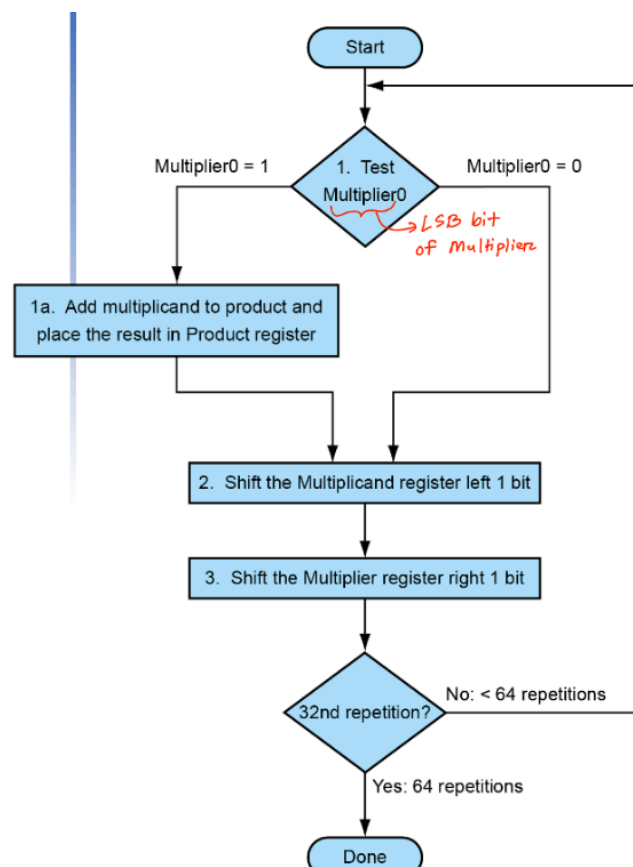 Start
Multiplier0 = 1
1. Test
Multiplier0
Multiplier0 = 0
LSB bit
of Multiplier
1a. Add multiplicand to product and
place the result in Product register
2. Shift the Multiplicand register left 1 bit
3. Shift the Multiplier register right 1 bit
32nd repetition?
No: < 64 repetitions
Yes: 64 repetitions
Done